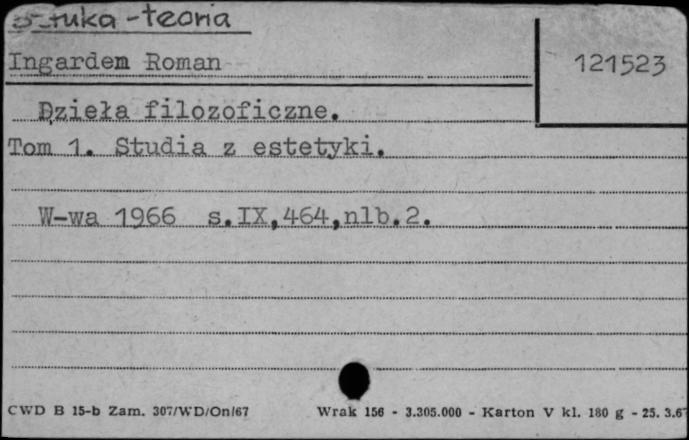 Sztuka - teoria
Ingardem Roman
121523
Dzieła filozoficzne.
Tom 1. Studia z estetyki.
W-wa 1966 s.IX,464,nlb.2.
CWD B 15-b Zam. 307/WD/On/67 Wrak 156 - 3.305.000 - Karton V kl. 180 g - 25. 3.67